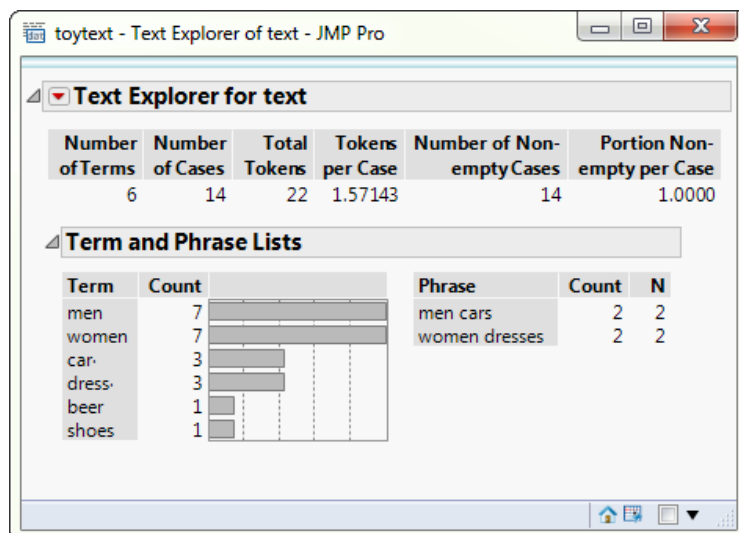 toytext - Text Explorer of text - JMP Pro
Text Explorer for text
Number of Terms Number of Cases Total Tokens Tokens per Case Number of Non-empty Cases Portion Non-empty per Case
6 14 22 1.57143 14 1.0000
Term and Phrase Lists
Term Count Phrase Count N
men 7 men cars 2 2
women 7 women dresses 2 2
car· 3
dress· 3
beer 1
shoes 1